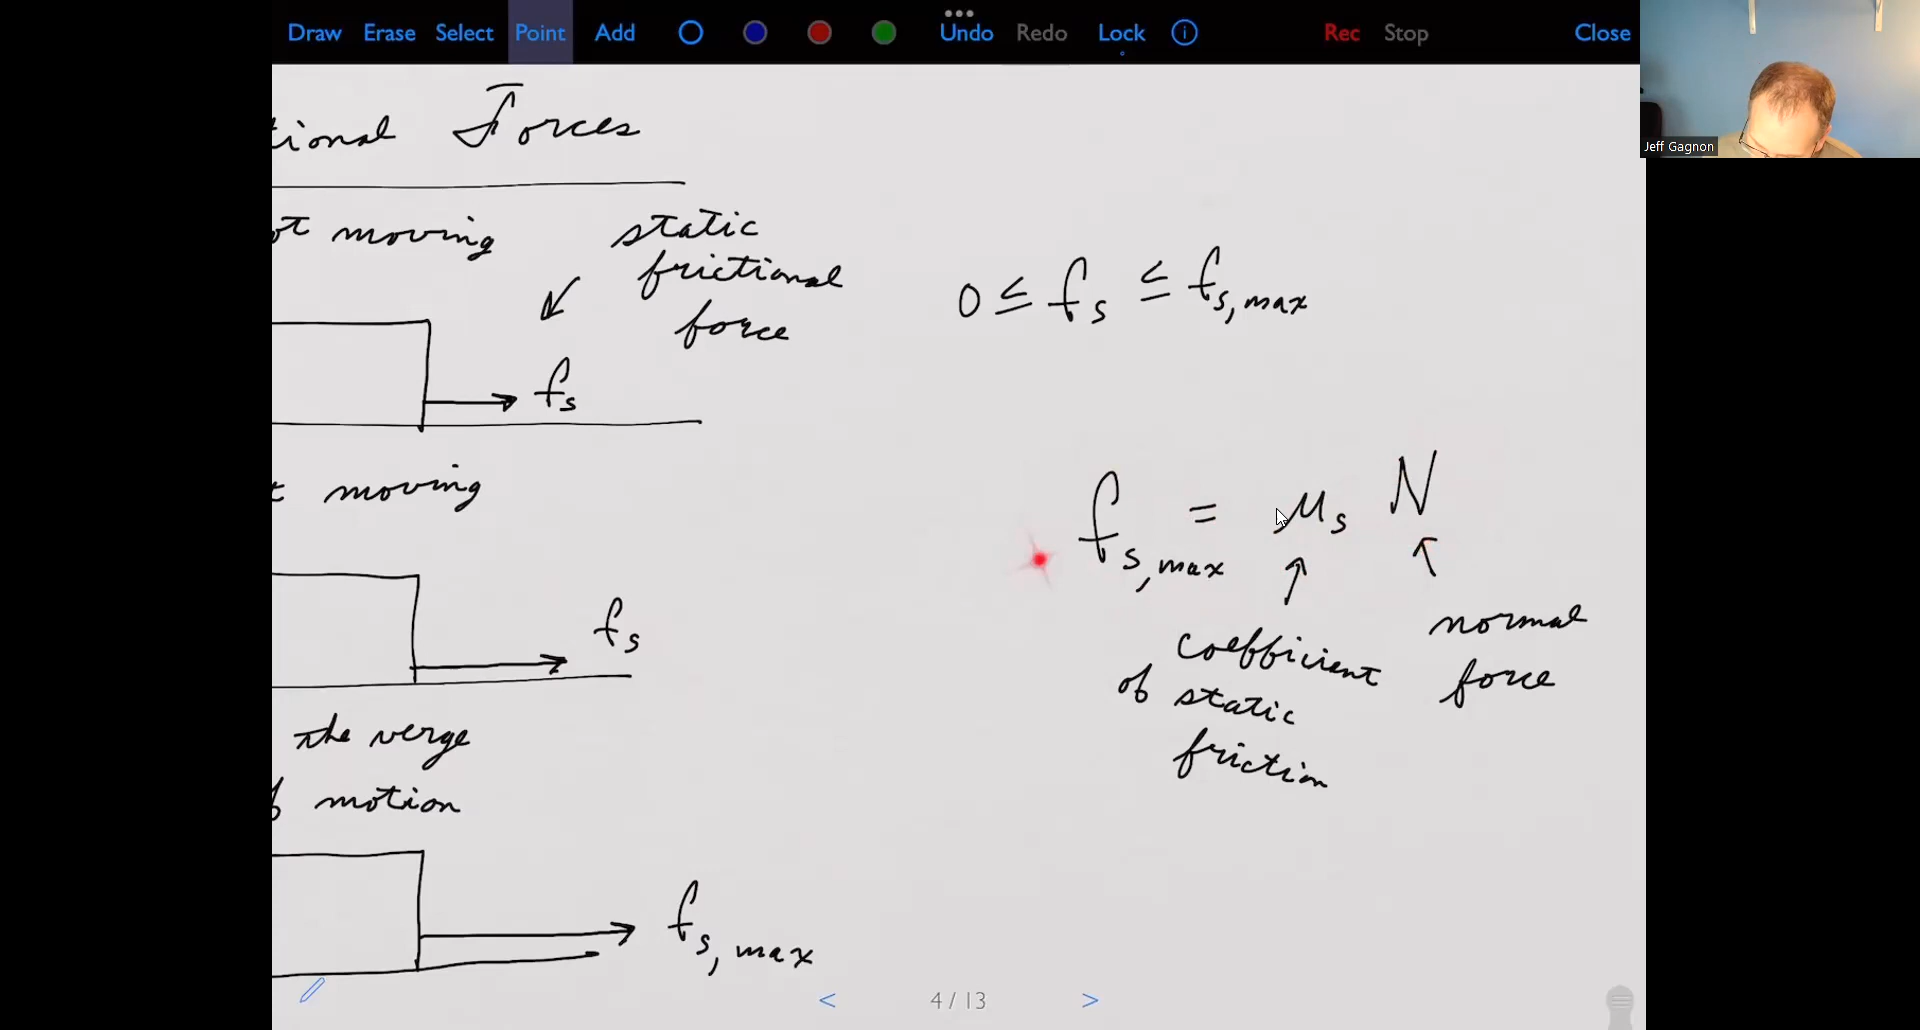 Draw Erase Select Point Add Undo Redo Lock Rec Stop Close
Jeff Gagnon
tional Forces
ot moving
static
frictional
force
fs
0 ≤ fs ≤ fs, max
t moving
fs
fs, max = μs N
coefficient
of static
friction
normal
force
the verge
f motion
fs, max
< 4 / 13 >